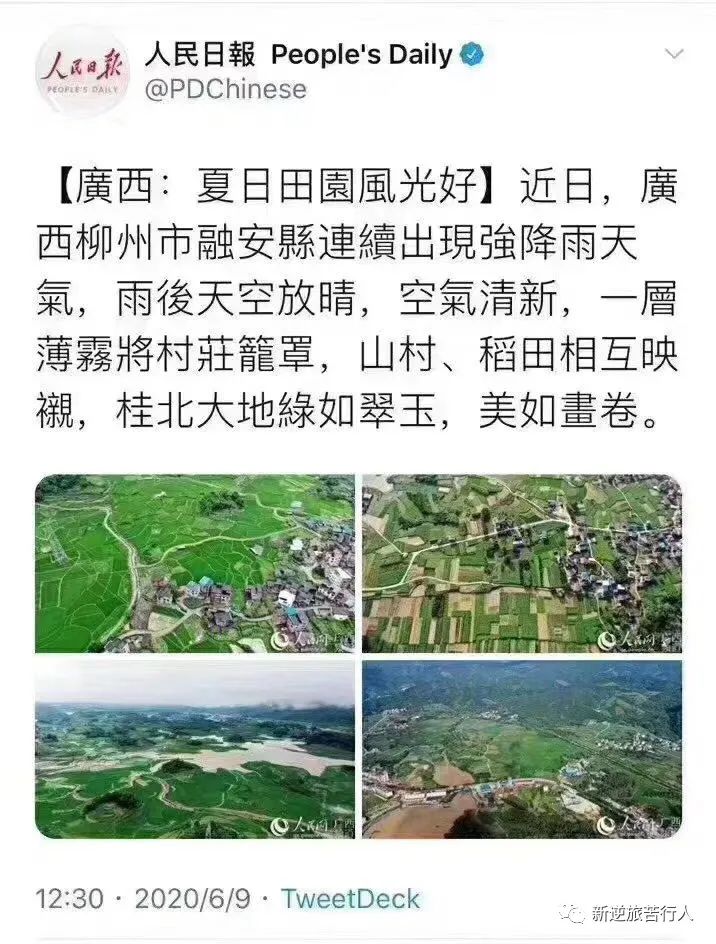 人民日报
PEOPLE'S DAILY
人民日報 People's Daily
@PDChinese
【廣西：夏日田園風光好】近日，廣
西柳州市融安縣連續出現強降雨天
氣，雨後天空放晴，空氣清新，一層
薄霧將村莊籠罩，山村、稻田相互映
襯，桂北大地綠如翠玉，美如畫卷。
人民网 广西
人民网 广西
人民网 广西
人民网 广西
12:30 · 2020/6/9 · TweetDeck
新逆旅苦行人